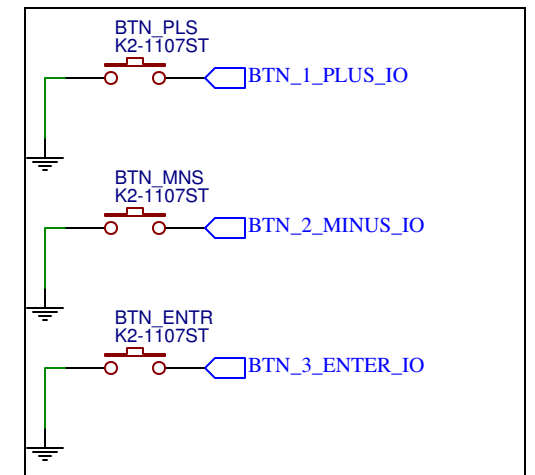 BTN_PLS
K2-1107ST
BTN_1_PLUS_IO
BTN_MNS
K2-1107ST
BTN_2_MINUS_IO
BTN_ENTR
K2-1107ST
BTN_3_ENTER_IO